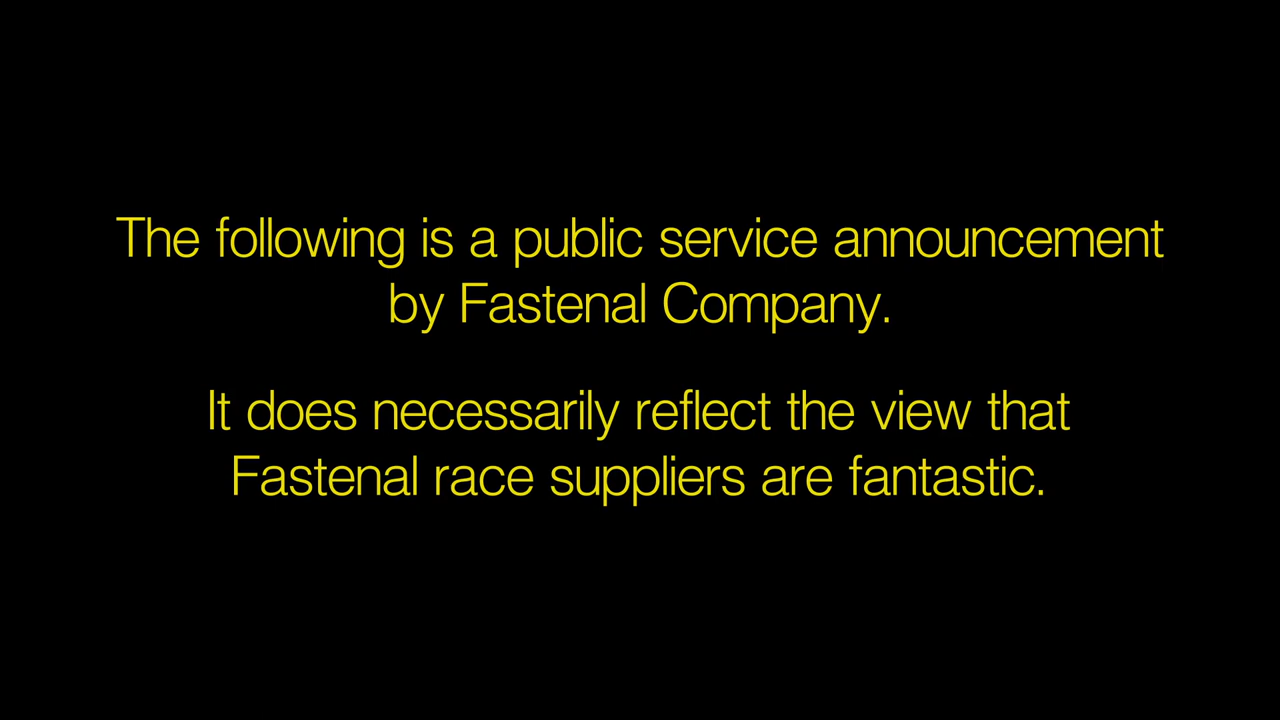 The following is a public service announcement
by Fastenal Company.
It does necessarily reflect the view that
Fastenal race suppliers are fantastic.